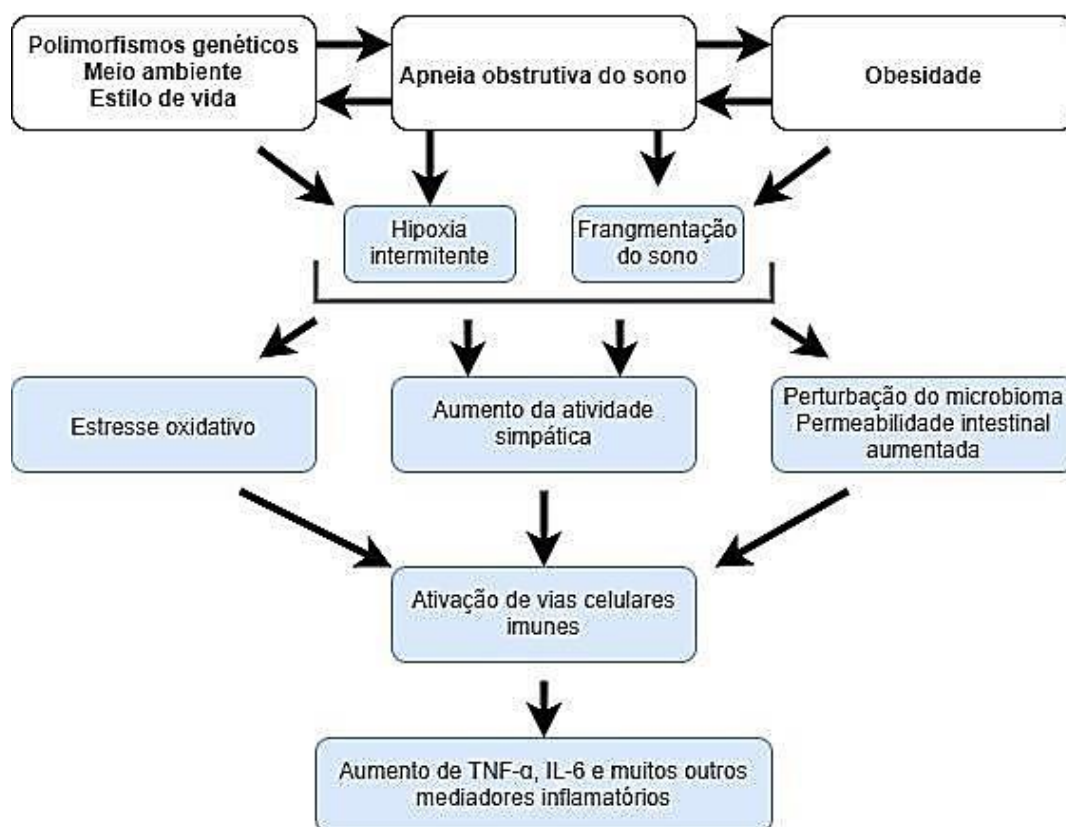 Polimorfismos genéticos
Meio ambiente
Estilo de vida
Apneia obstrutiva do sono
Obesidade
Hipoxia
intermitente
Frangmentação
do sono
Estresse oxidativo
Aumento da atividade
simpática
Perturbação do microbioma
Permeabilidade intestinal
aumentada
Ativação de vias celulares
imunes
Aumento de TNF-α, IL-6 e muitos outros
mediadores inflamatórios